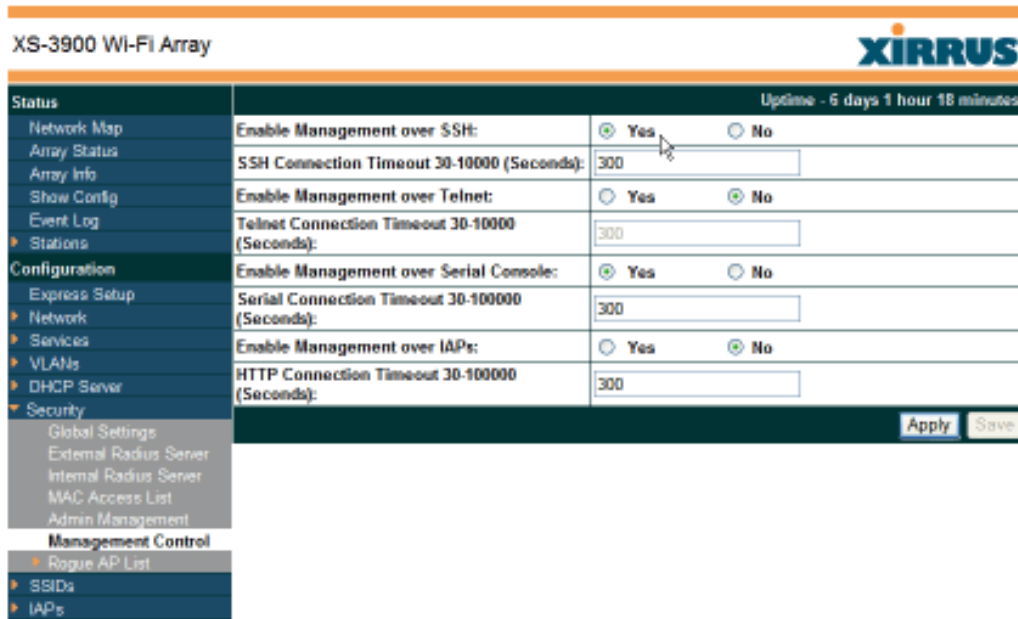 XS-3900 Wi-Fi Array
XIRRUS
Status
Uptime - 6 days 1 hour 18 minutes
Network Map
Array Status
Array Info
Show Config
Event Log
Stations
Configuration
Express Setup
Network
Services
VLANs
DHCP Server
Security
Global Settings
External Radius Server
Internal Radius Server
MAC Access List
Admin Management
Management Control
Rogue AP List
SSIDs
IAPs
Enable Management over SSH: Yes No
SSH Connection Timeout 30-10000 (Seconds): 300
Enable Management over Telnet: Yes No
Telnet Connection Timeout 30-10000
(Seconds): 300
Enable Management over Serial Console: Yes No
Serial Connection Timeout 30-100000
(Seconds): 300
Enable Management over IAPs: Yes No
HTTP Connection Timeout 30-100000
(Seconds): 300
Apply Save